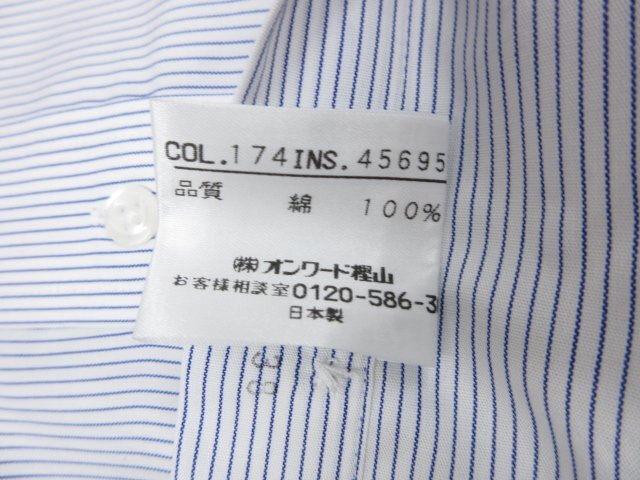 COL.174INS.45695
品質 綿 100%
㈱オンワード樫山
お客様相談室0120-586-3
日本製